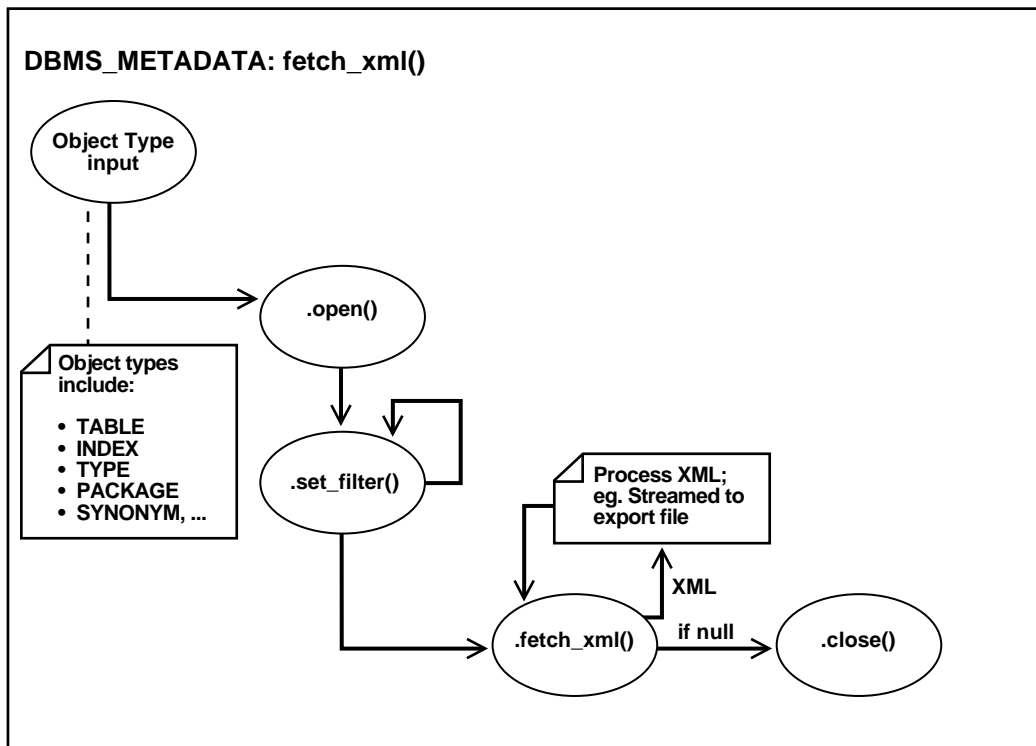 DBMS_METADATA: fetch_xml()
Object Type
input
.open()
Object types
include:
• TABLE
• INDEX
• TYPE
• PACKAGE
• SYNONYM, ...
.set_filter()
Process XML;
eg. Streamed to
export file
XML
.fetch_xml()
if null
.close()